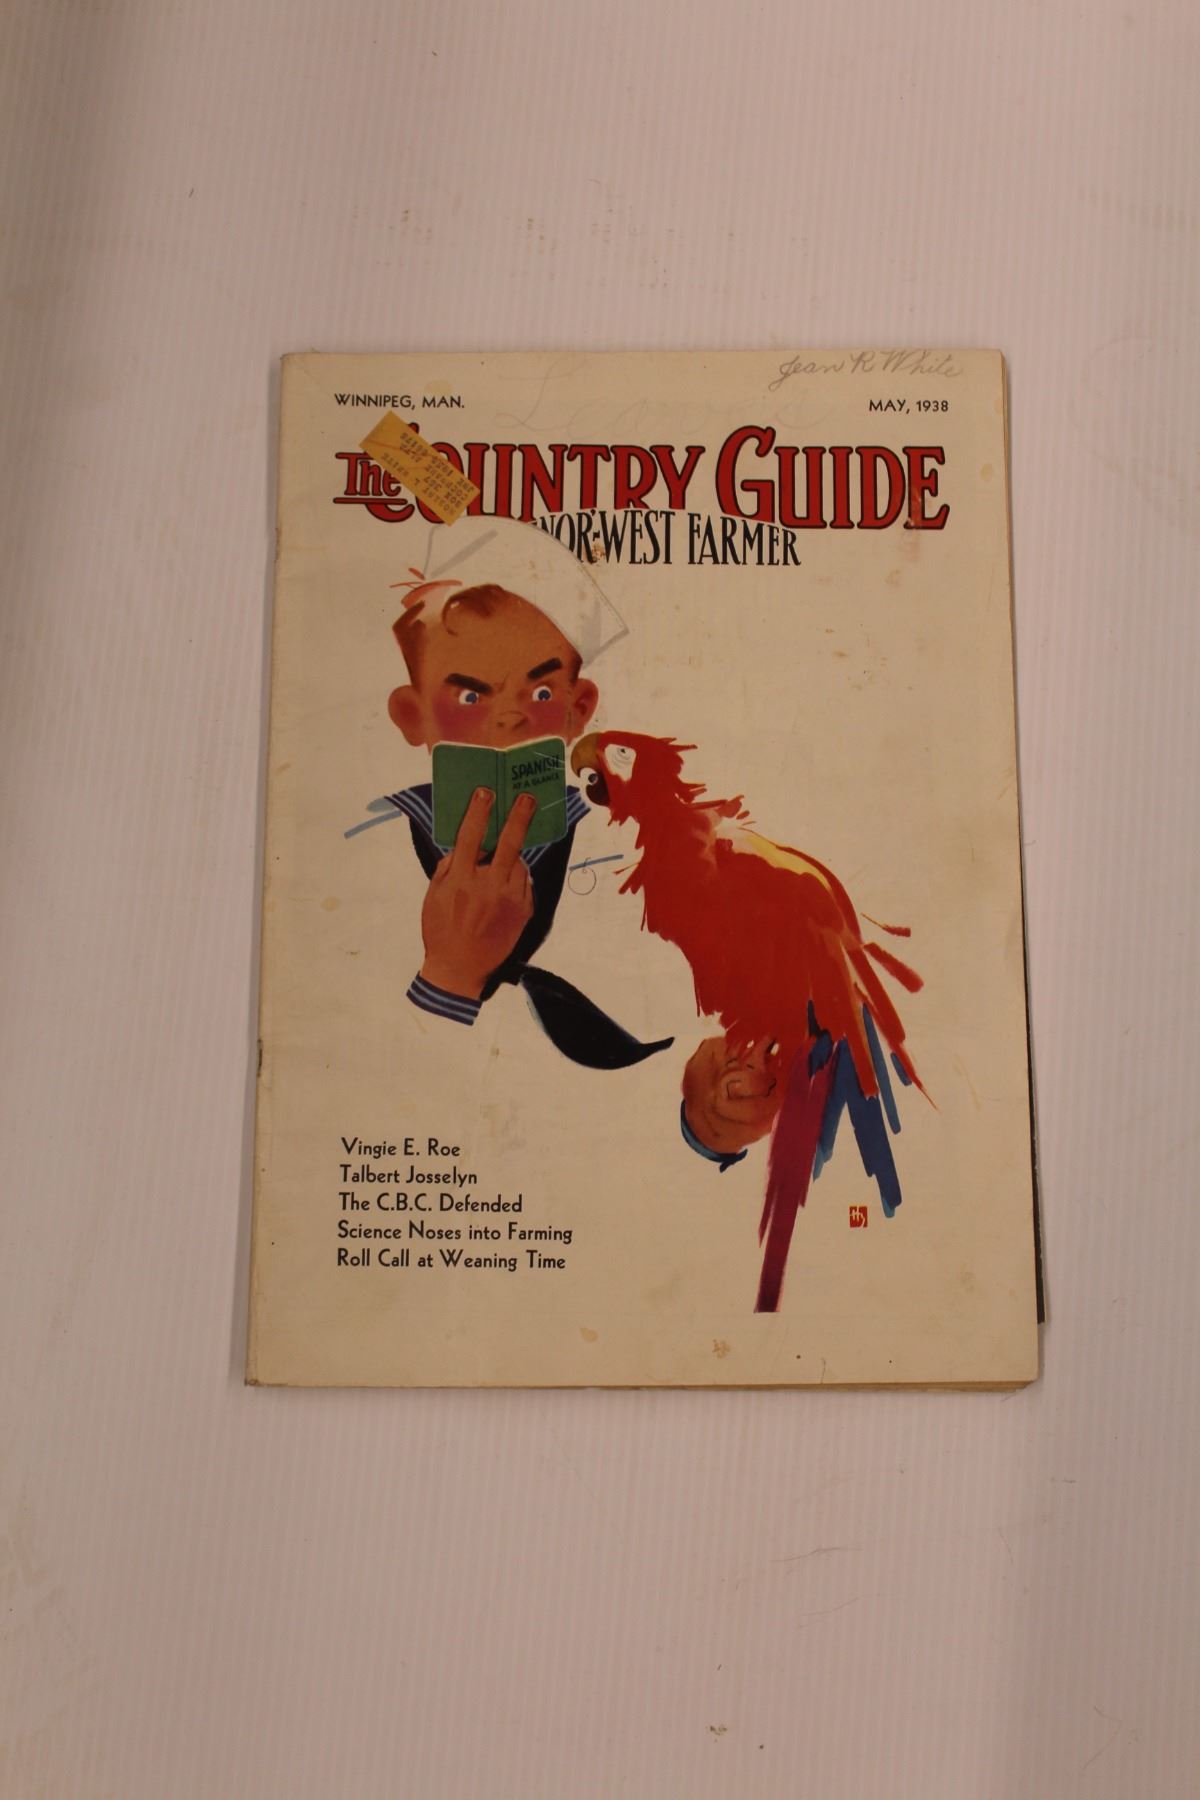 Jean R White
WINNIPEG, MAN.
MAY, 1938
The COUNTRY GUIDE
NOR'-WEST FARMER
SPANISH
AT A GLANCE
Vingie E. Roe
Talbert Josselyn
The C.B.C. Defended
Science Noses into Farming
Roll Call at Weaning Time